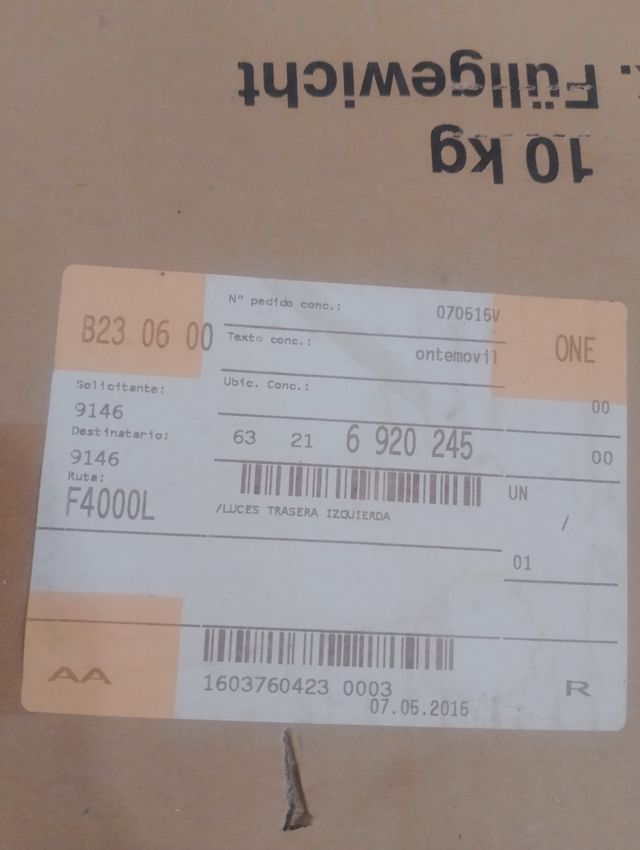 . Füllgewicht
10 kg
B23 06 00
Nº pedido conc.:
070515V
ONE
Texto conc.:
ontemovil
Ubic. Conc.:
00
Solicitante:
9146
Destinatario:
9146
63 21 6 920 245
00
Ruta:
F4000L
UN
/LUCES TRASERA IZQUIERDA
/
01
AA
1603760423 0003
07.05.2015
R